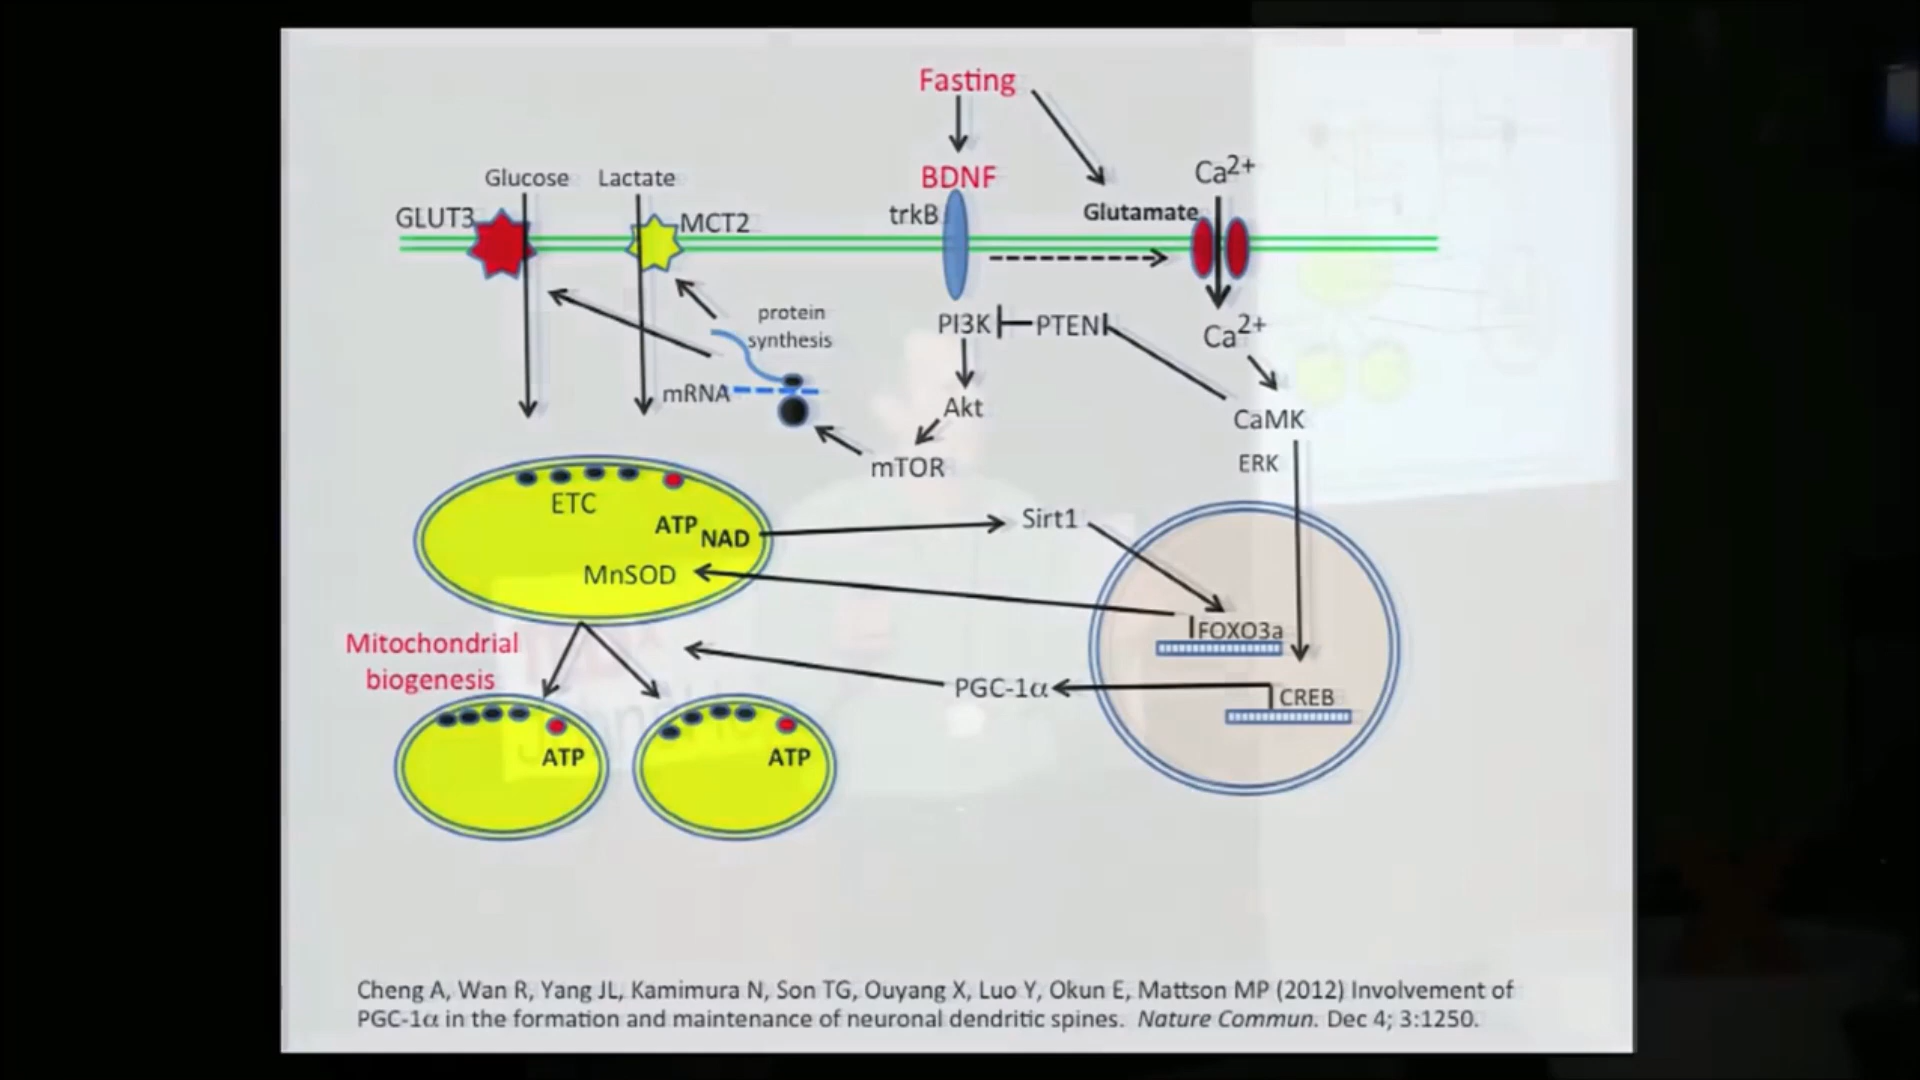 Fasting
BDNF
Ca2+
Glucose
Lactate
GLUT3
MCT2
trkB
Glutamate
protein
synthesis
PI3K
PTEN
Ca2+
mRNA
Akt
CaMK
mTOR
ERK
ETC
ATP
NAD
Sirt1
MnSOD
FOXO3a
Mitochondrial
biogenesis
PGC-1α
CREB
ATP
ATP
Cheng A, Wan R, Yang JL, Kamimura N, Son TG, Ouyang X, Luo Y, Okun E, Mattson MP (2012) Involvement of
PGC-1α in the formation and maintenance of neuronal dendritic spines. Nature Commun. Dec 4; 3:1250.